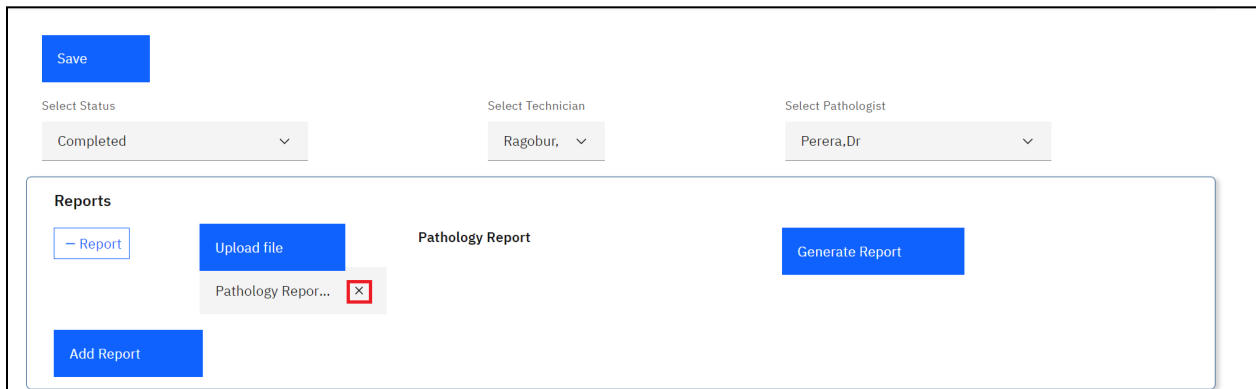 Save
Select Status
Select Technician
Select Pathologist
Completed
Ragobur,
Perera,Dr
Reports
− Report
Upload file
Pathology Report
Generate Report
Pathology Repor...
Add Report